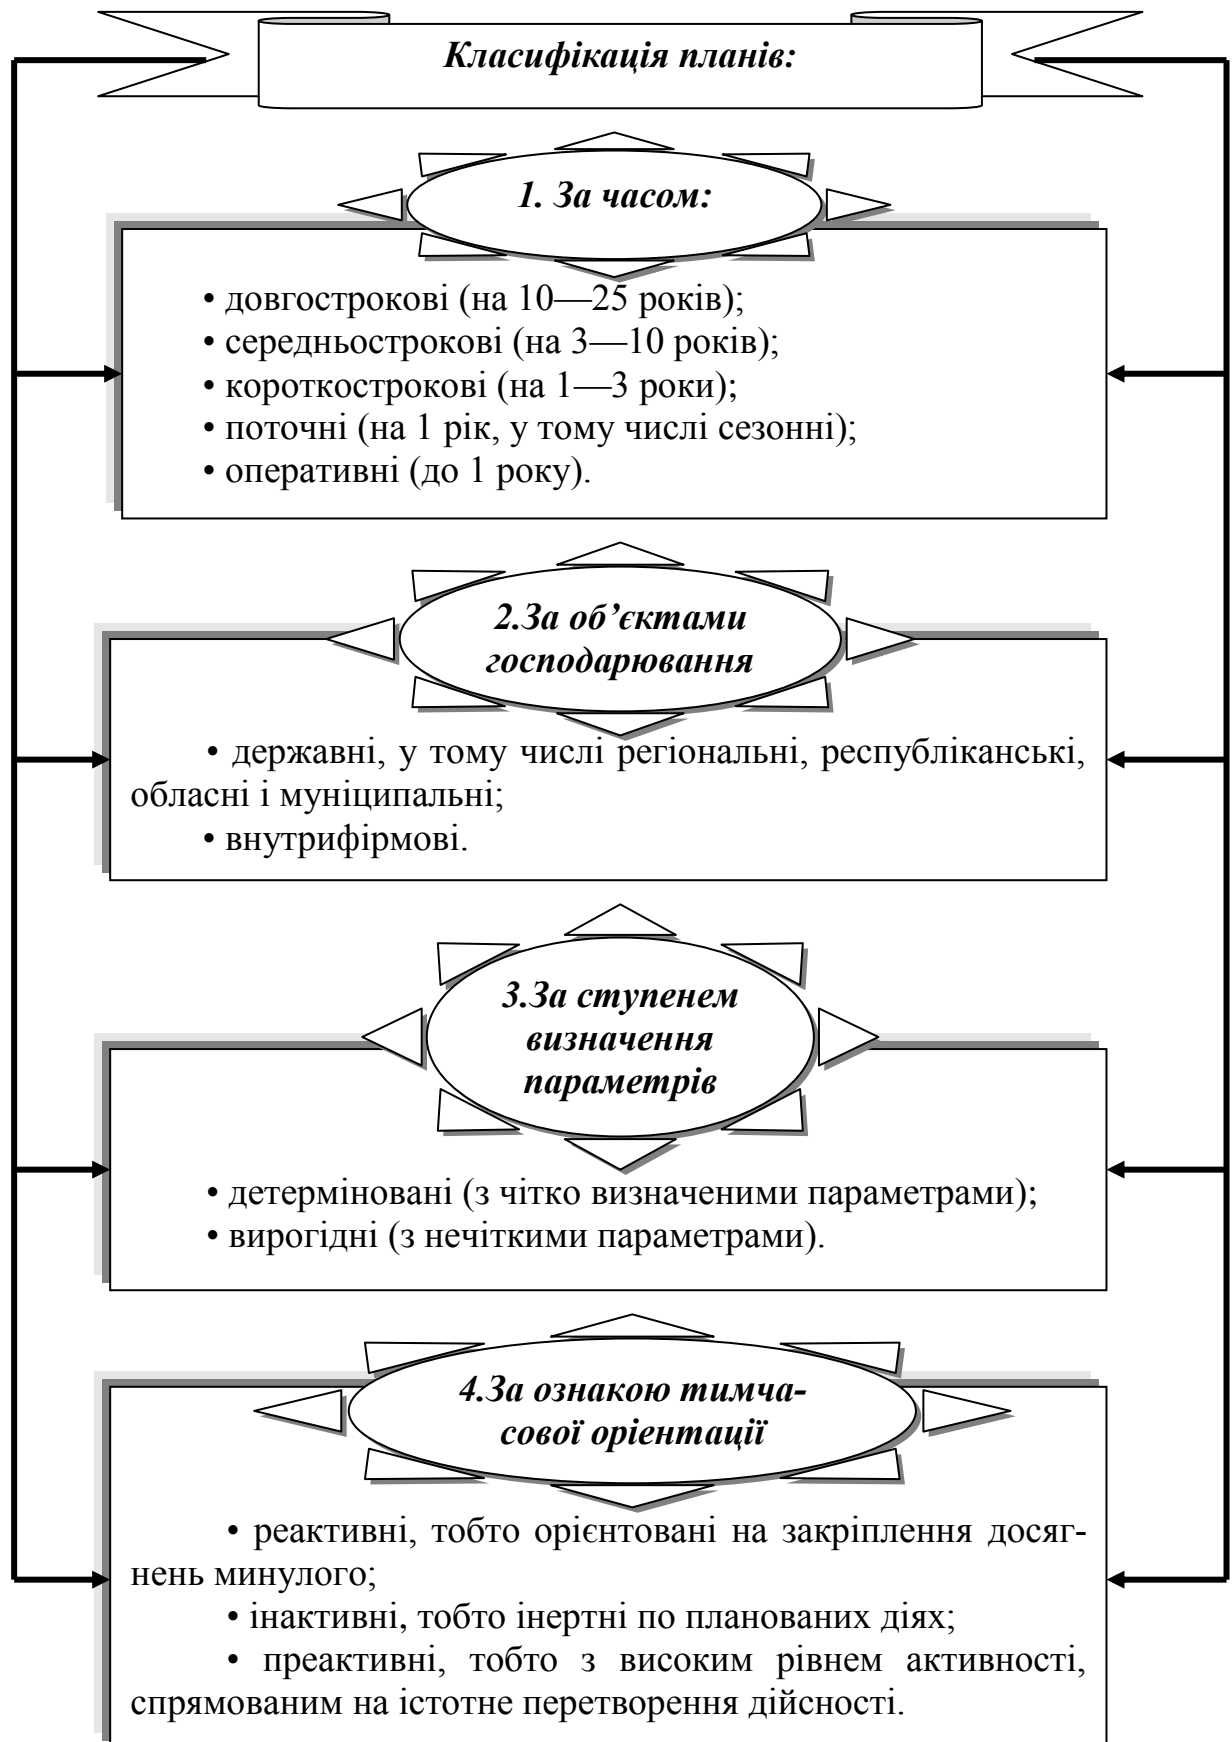 Класифікація планів:
1. За часом:
• довгострокові (на 10—25 років);
• середньострокові (на 3—10 років);
• короткострокові (на 1—3 роки);
• поточні (на 1 рік, у тому числі сезонні);
• оперативні (до 1 року).
2.За об’єктами
господарювання
• державні, у тому числі регіональні, республіканські,
обласні і муніципальні;
• внутрифірмові.
3.За ступенем
визначення
параметрів
• детерміновані (з чітко визначеними параметрами);
• вирогідні (з нечіткими параметрами).
4.За ознакою тимча-
сової оріентації
• реактивні, тобто орієнтовані на закріплення досяг-
нень минулого;
• інактивні, тобто інертні по планованих діях;
• преактивні, тобто з високим рівнем активності,
спрямованим на істотне перетворення дійсності.